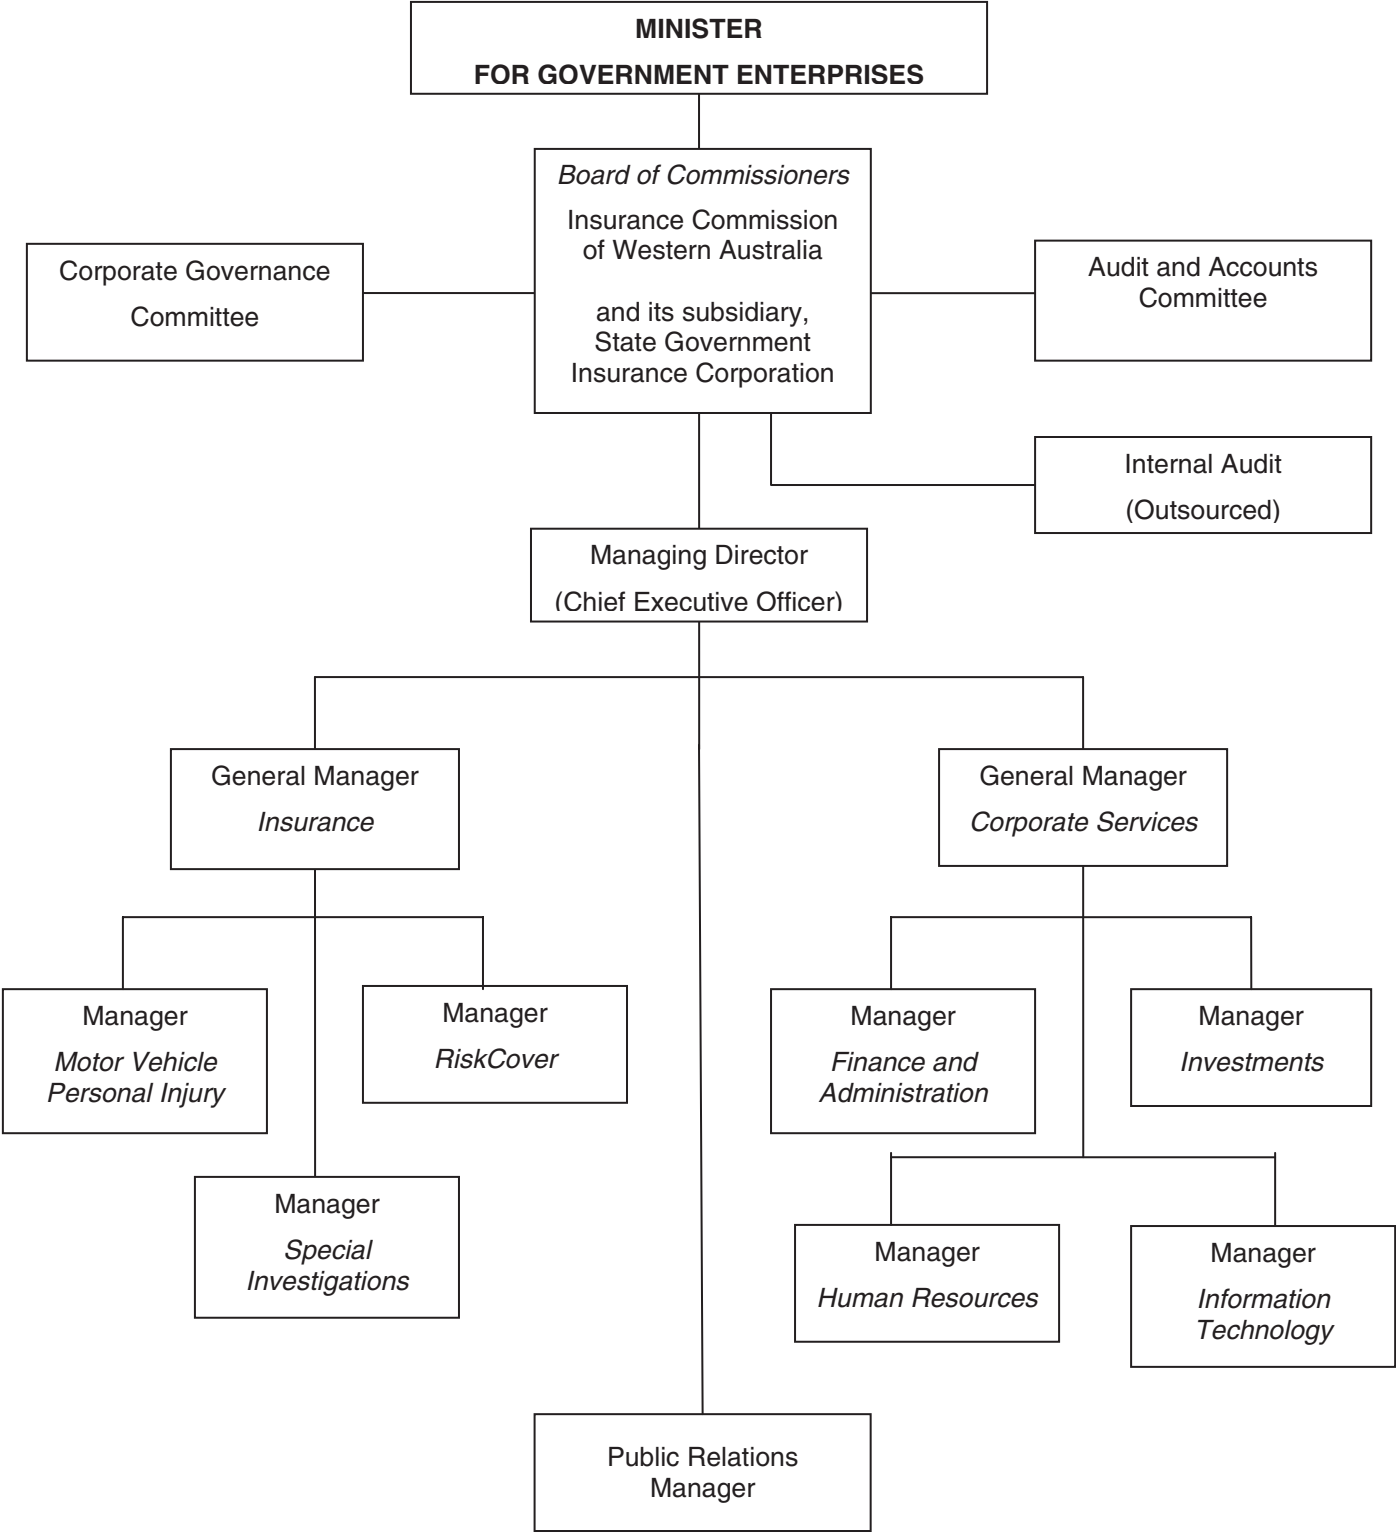 MINISTER
FOR GOVERNMENT ENTERPRISES
Board of Commissioners
Insurance Commission
of Western Australia
and its subsidiary,
State Government
Insurance Corporation
Corporate Governance
Committee
Audit and Accounts
Committee
Internal Audit
(Outsourced)
Managing Director
(Chief Executive Officer)
General Manager
Insurance
General Manager
Corporate Services
Manager
Motor Vehicle
Personal Injury
Manager
RiskCover
Manager
Finance and
Administration
Manager
Investments
Manager
Special
Investigations
Manager
Human Resources
Manager
Information
Technology
Public Relations
Manager